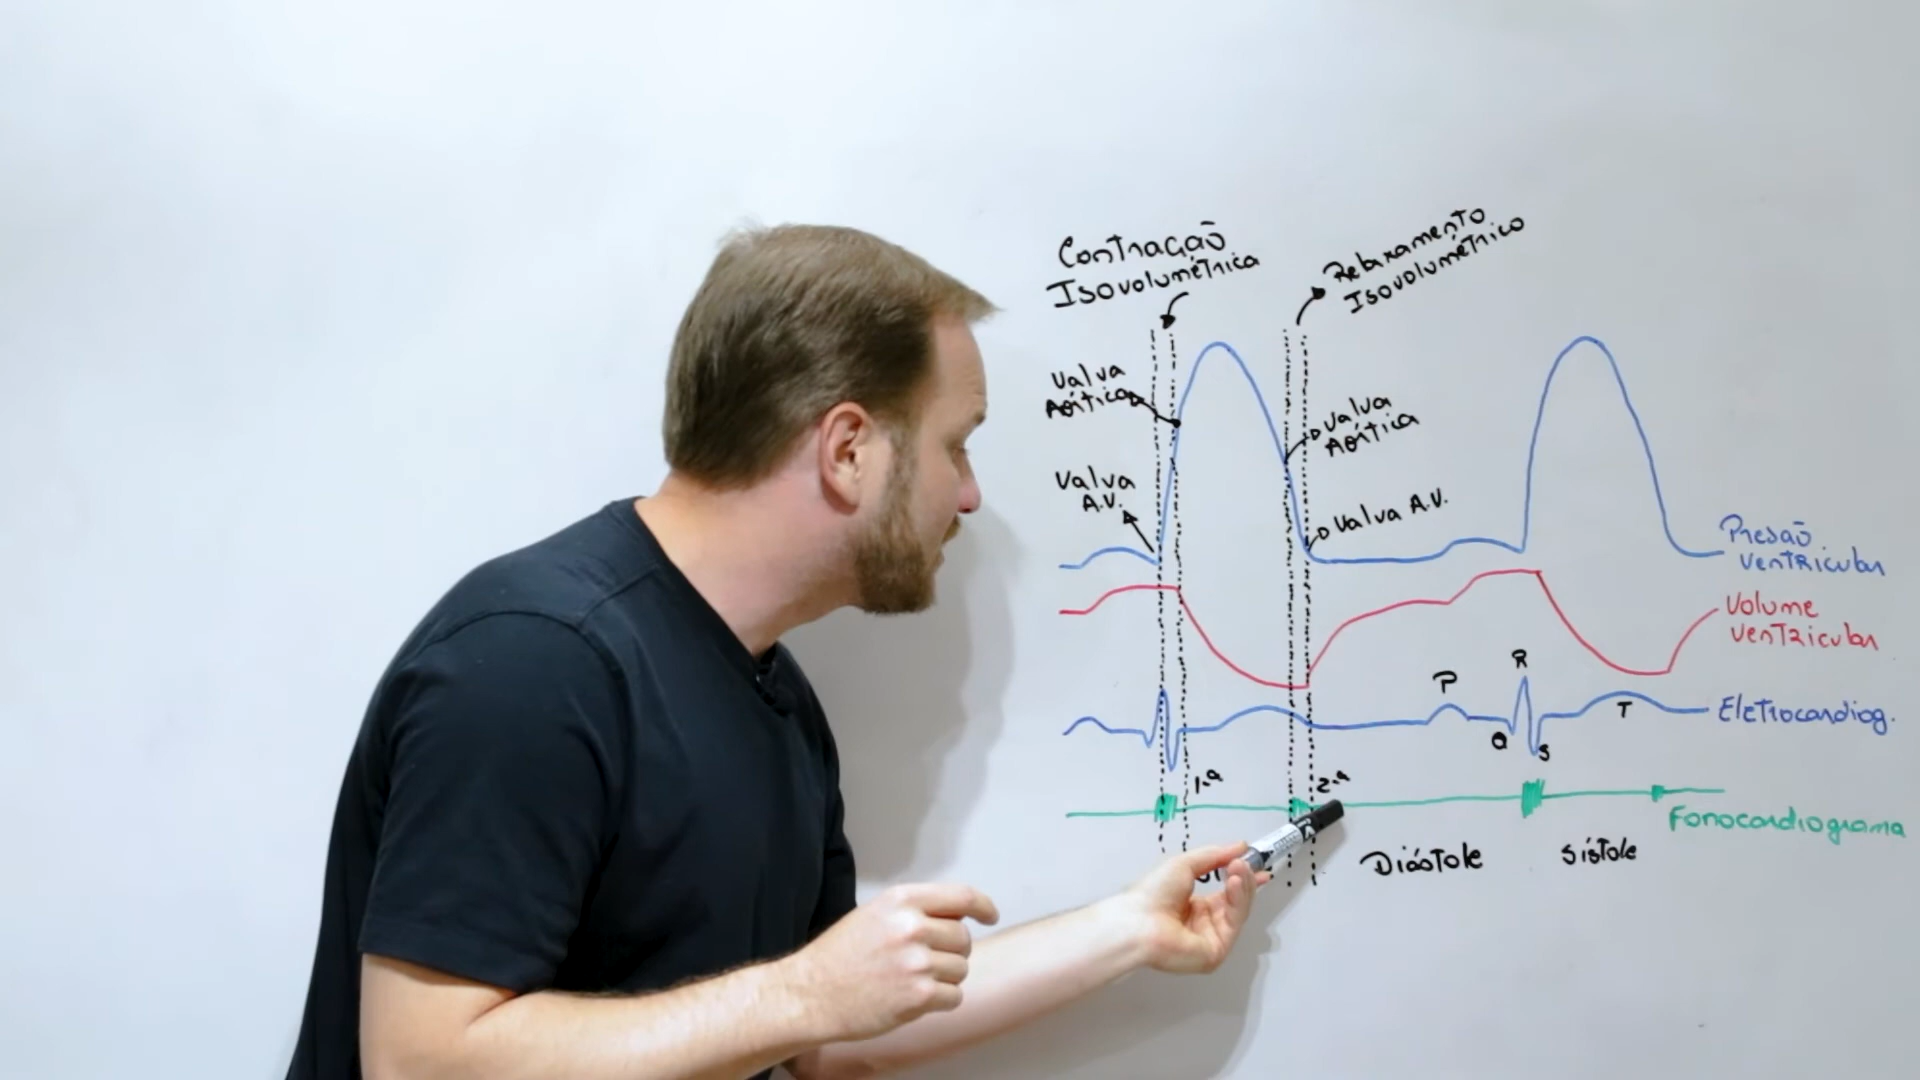 Contração
Isovolumétrica
Relaxamento
Isovolumétrico
Valva
Aórtica
Valva
Aórtica
Valva
A.V.
Valva A.V.
Presão
Ventricular
Volume
Ventricular
P
R
Q
S
T
Eletrocardiog.
1.ª
2.ª
Fonocardiograma
Diástole
Sístole